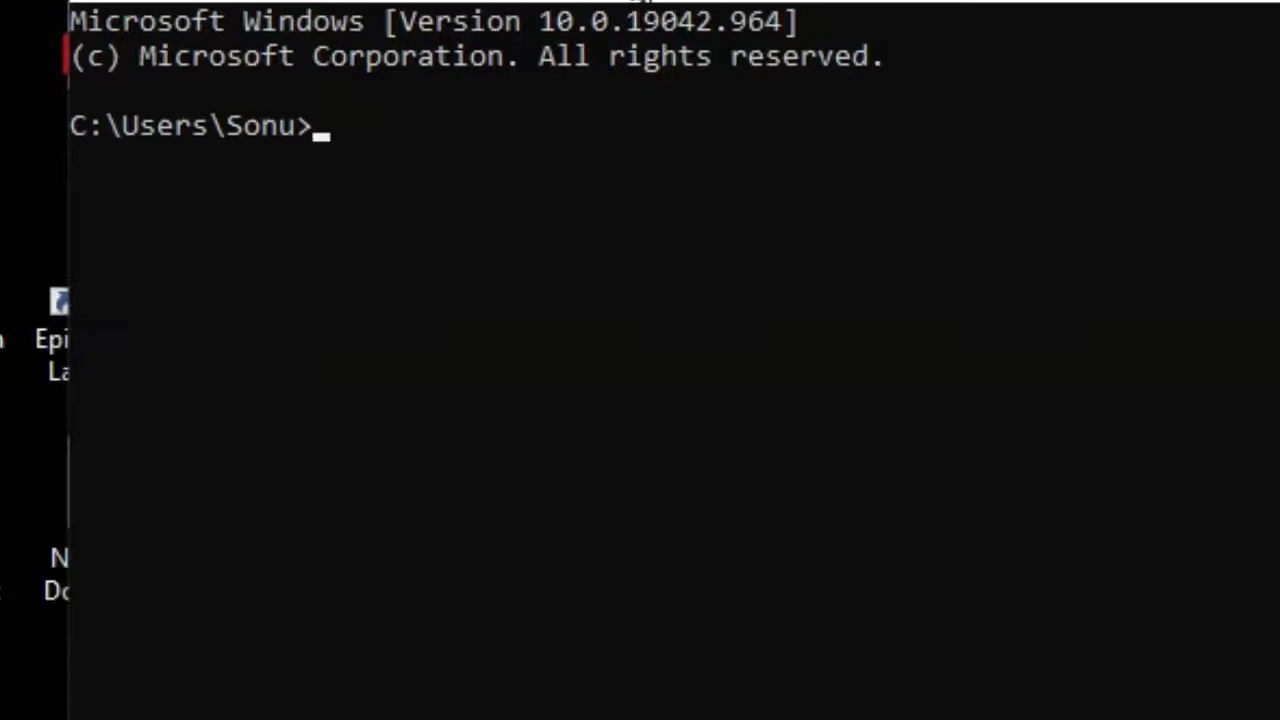 Microsoft Windows [Version 10.0.19042.964]
(c) Microsoft Corporation. All rights reserved.
C:\Users\Sonu>
Epi
La
N
Do